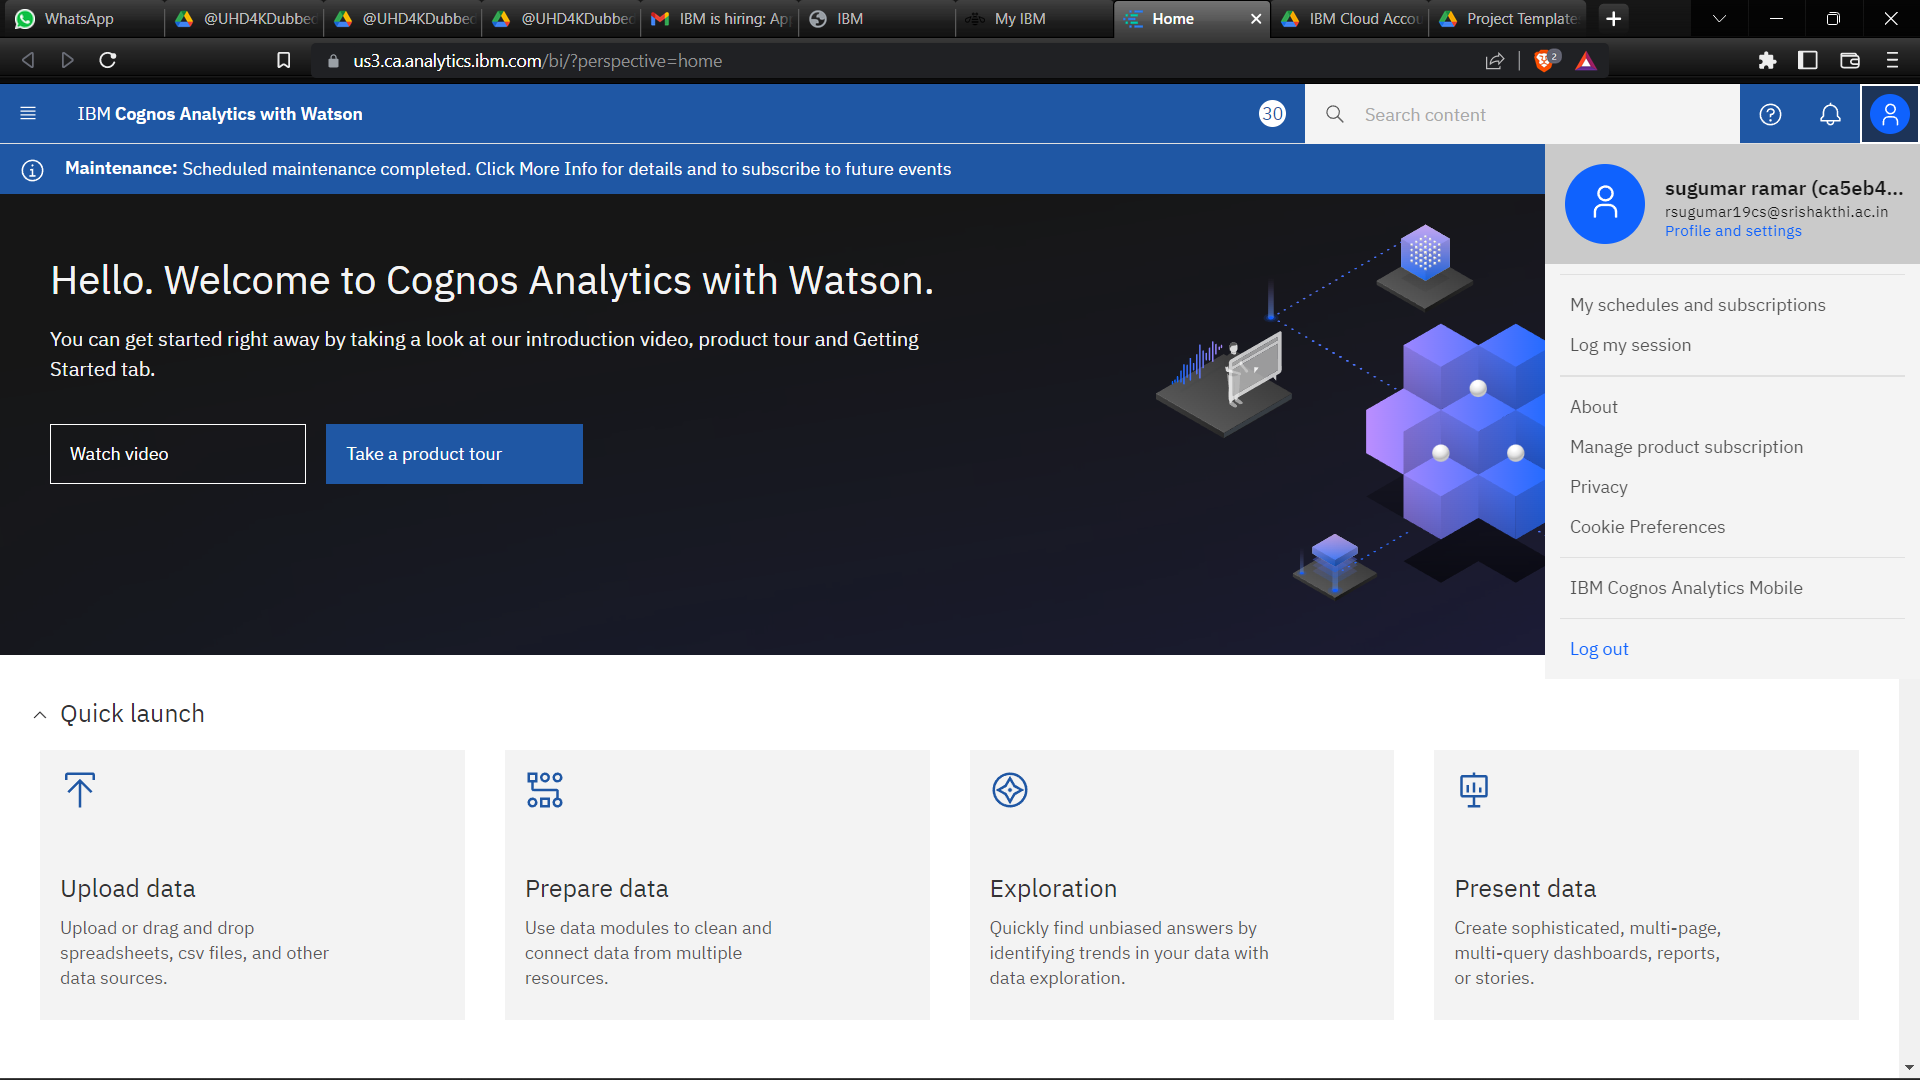 WhatsApp
@UHD4KDubbec
@UHD4KDubbec
@UHD4KDubbec
IBM is hiring: Ap
IBM
My IBM
Home
IBM Cloud Accou
Project Template
us3.ca.analytics.ibm.com/bi/?perspective=home
2
IBM Cognos Analytics with Watson
30
Search content
Maintenance: Scheduled maintenance completed. Click More Info for details and to subscribe to future events
sugumar ramar (ca5eb4...
rsugumar19cs@srishakthi.ac.in
Profile and settings
My schedules and subscriptions
Log my session
About
Manage product subscription
Privacy
Cookie Preferences
IBM Cognos Analytics Mobile
Log out
Hello. Welcome to Cognos Analytics with Watson.
You can get started right away by taking a look at our introduction video, product tour and Getting
Started tab.
Watch video
Take a product tour
Quick launch
Upload data
Upload or drag and drop
spreadsheets, csv files, and other
data sources.
Prepare data
Use data modules to clean and
connect data from multiple
resources.
Exploration
Quickly find unbiased answers by
identifying trends in your data with
data exploration.
Present data
Create sophisticated, multi-page,
multi-query dashboards, reports,
or stories.